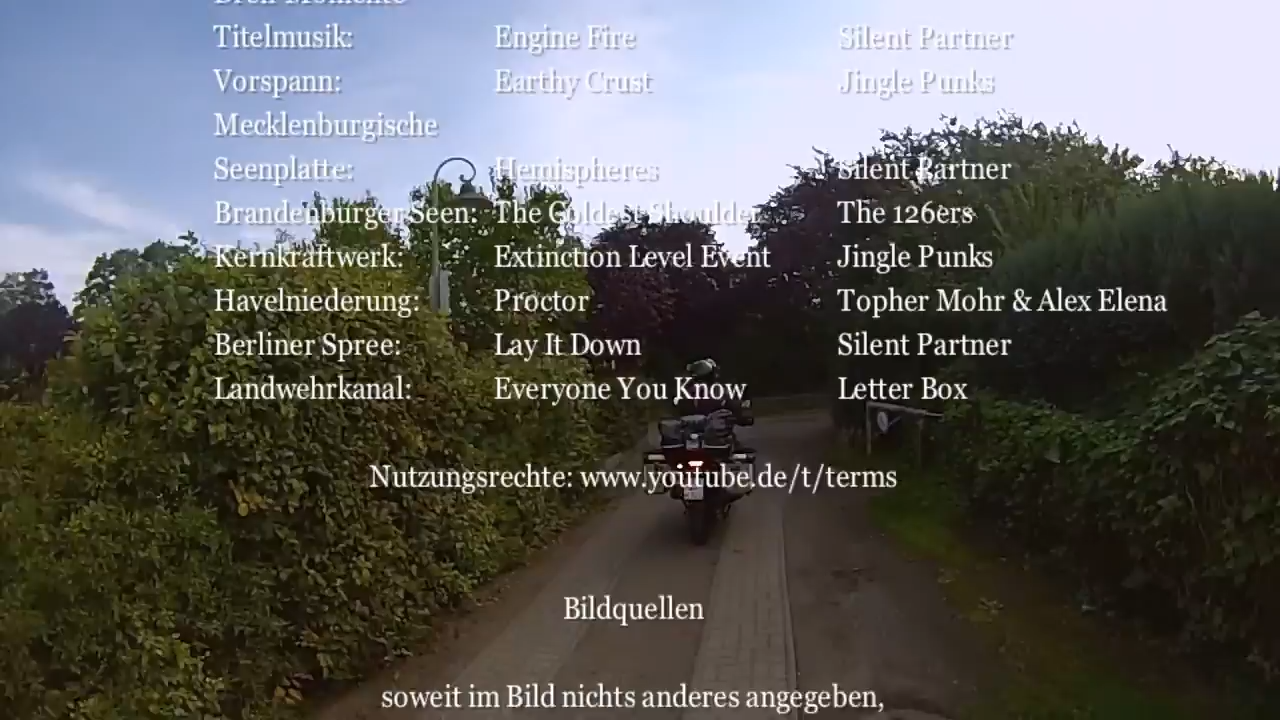 Titelmusik: Engine Fire Silent Partner
Vorspann: Earthy Crust Jingle Punks
Mecklenburgische
Seenplatte: Hemispheres Silent Partner
Brandenburger Seen: The Coldest Shoulder The 126ers
Kernkraftwerk: Extinction Level Event Jingle Punks
Havelniederung: Proctor Topher Mohr & Alex Elena
Berliner Spree: Lay It Down Silent Partner
Landwehrkanal: Everyone You Know Letter Box
Nutzungsrechte: www.youtube.de/t/terms
Bildquellen
soweit im Bild nichts anderes angegeben,